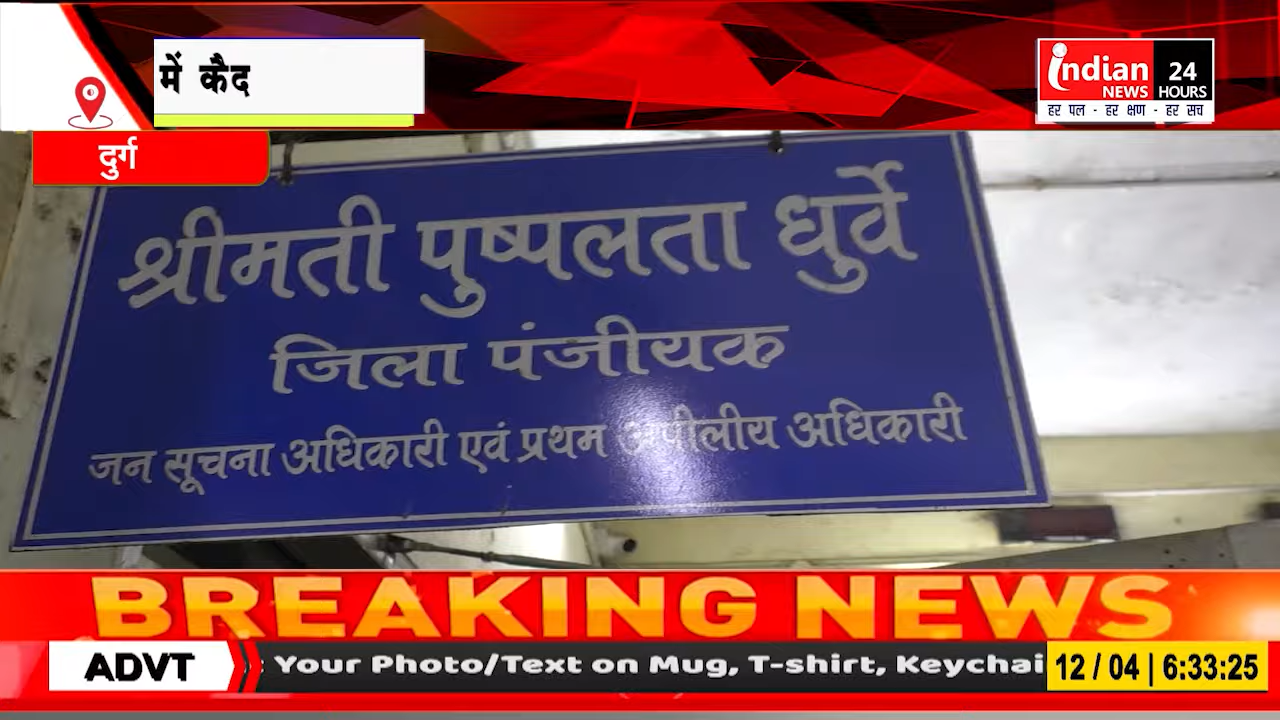 में कैद
indian
NEWS
24
HOURS
हर पल - हर क्षण - हर सच
दुर्ग
श्रीमती पुष्पलता धुर्वे
जिला पंजीयक
जन सूचना अधिकारी एवं प्रथम अपीलीय अधिकारी
BREAKING NEWS
ADVT
: Your Photo/Text on Mug, T-shirt, Keychai
12 / 04 | 6:33:25